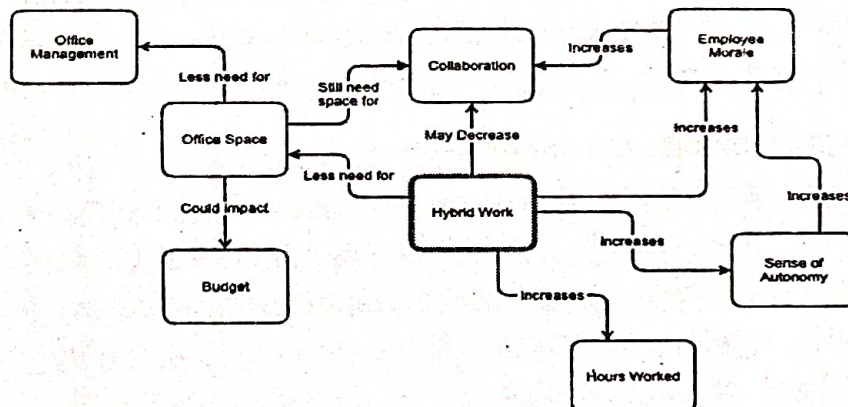 Office
Management
Less need for
Still need
space for
Collaboration
Increases
Employee
Morale
Office Space
May Decrease
Increases
Less need for
Hybrid Work
Could impact
Increases
Increases
Sense of
Autonomy
Budget
Increases
Hours Worked